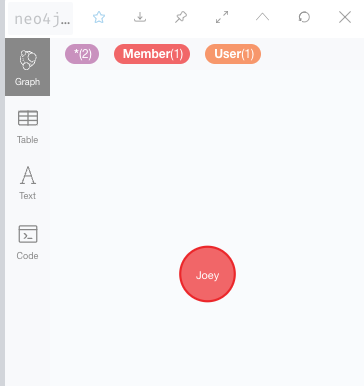 neo4j...
*(2) Member(1) User(1)
Graph
Table
A
Text
Code
Joey